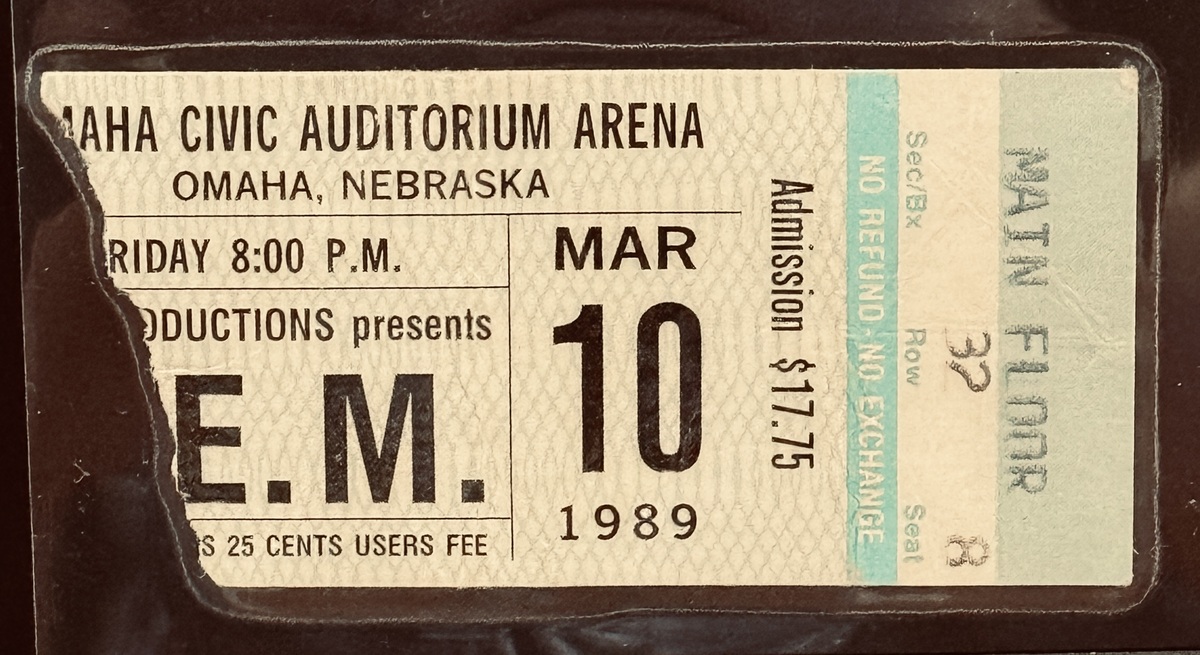 MAHA CIVIC AUDITORIUM ARENA
OMAHA, NEBRASKA
RIDAY 8:00 P.M.
MAR
10
1989
ODUCTIONS presents
E.M.
S 25 CENTS USERS FEE
Admission $17.75
NO REFUND·NO EXCHANGE
Sec/Bx Row Seat
32 8
MAIN FLOOR